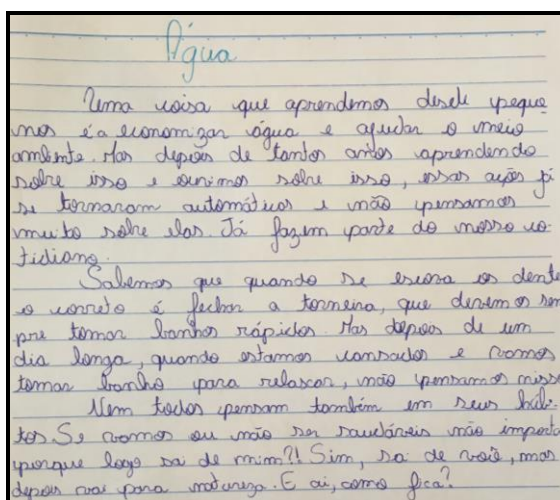 Água
Uma coisa que aprendemos desde peque
nos é a economizar água e ajudar o meio
ambiente. Mas depois de tantos anos aprendendo
sobre isso e ouvimos sobre isso, essas ações já
se tornaram automáticas e não pensamos
muito sobre elas. Já fazem parte do nosso co-
tidiano.
Sabemos que quando se escova os dente
o correto é fechar a torneira, que devemos sem
pre tomar banhos rápidos. Mas depois de um
dia longa, quando estamos cansados e vamos
tomar banho para relaxar, não pensamos nisso
Nem todos pensam também em seus hábi-
tos. Se vamos ou não ser saudáveis não importa
porque logo sai de mim?! Sim, sai de você, mas
depois vai para natureza. E ai, como fica?